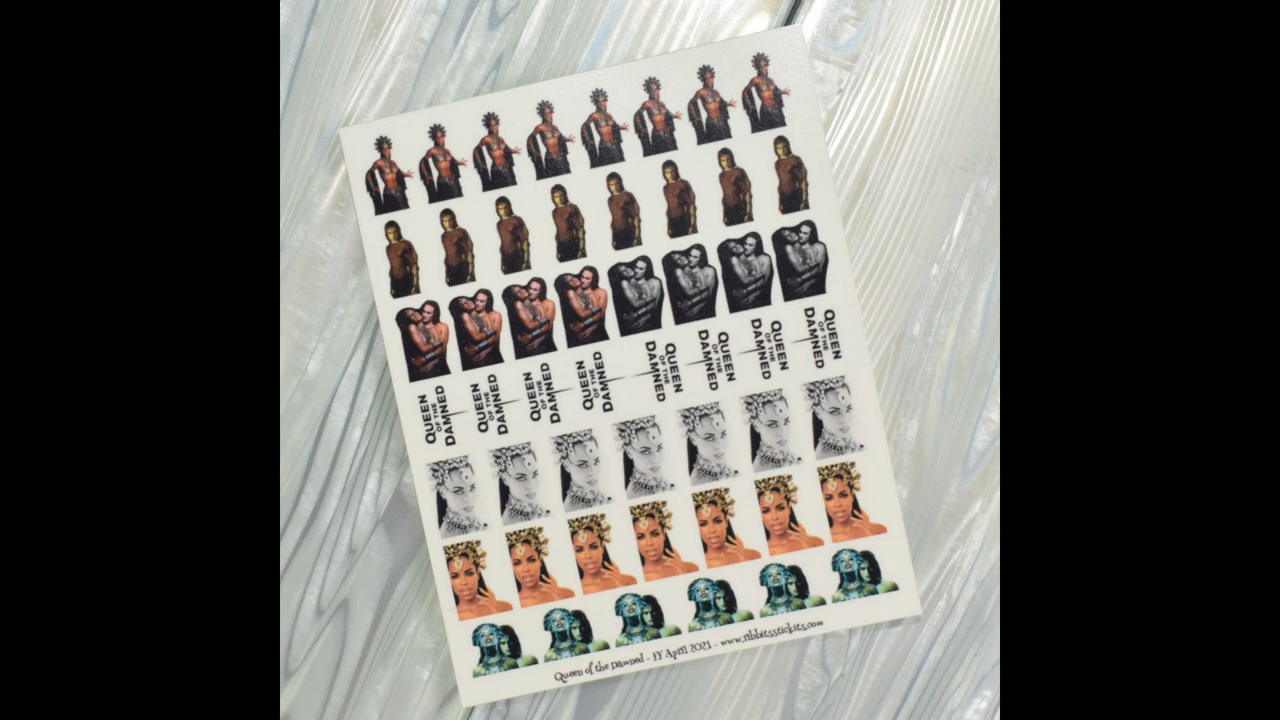 QUEEN
OF THE
DAMNED
QUEEN
OF THE
DAMNED
QUEEN
OF THE
DAMNED
QUEEN
OF THE
DAMNED
QUEEN
OF THE
DAMNED
QUEEN
OF THE
DAMNED
QUEEN
OF THE
DAMNED
QUEEN
OF THE
DAMNED
Queen of the Damned - FF April 2021 - www.ribbitsstickits.com